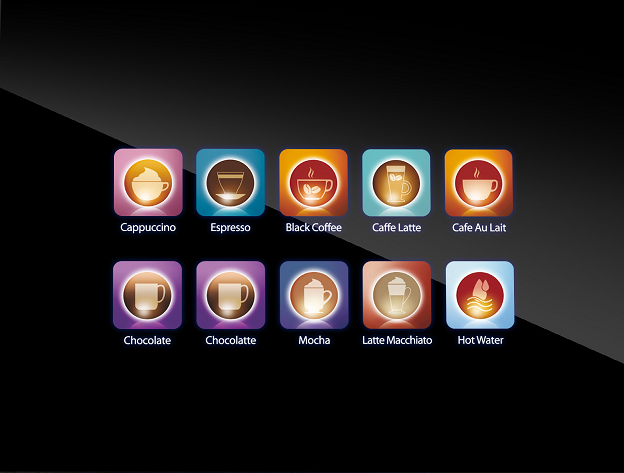 Cappuccino
Espresso
Black Coffee
Caffe Latte
Cafe Au Lait
Chocolate
Chocolatte
Mocha
Latte Macchiato
Hot Water